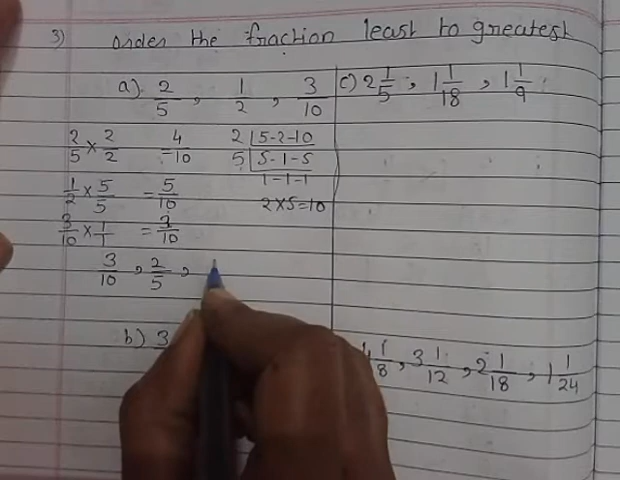 3) order the fraction least to greatest
a) 2/5, 1/2, 3/10
2/5 × 2/2 = 4/10
1/2 × 5/5 = 5/10
3/10 × 1/1 = 3/10
2 | 5-2-10
5 | 5-1-5
1-1-1
2×5=10
3/10, 2/5,
b) 3
c) 2 1/5, 1 1/18, 1 1/9
1/8, 3 1/12, 2 1/18, 1 1/24